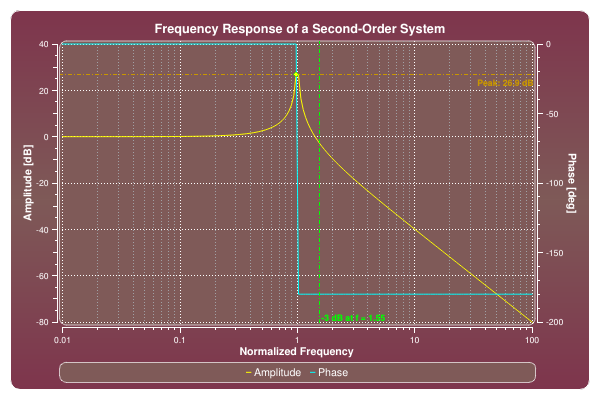 Frequency Response of a Second-Order System
40
20
0
-20
-40
-60
-80
Amplitude [dB]
0
-50
-100
-150
-200
Phase [deg]
Peak: 26.9 dB
-3 dB at f = 1.55
0.01
0.1
1
10
100
Normalized Frequency
Amplitude
Phase